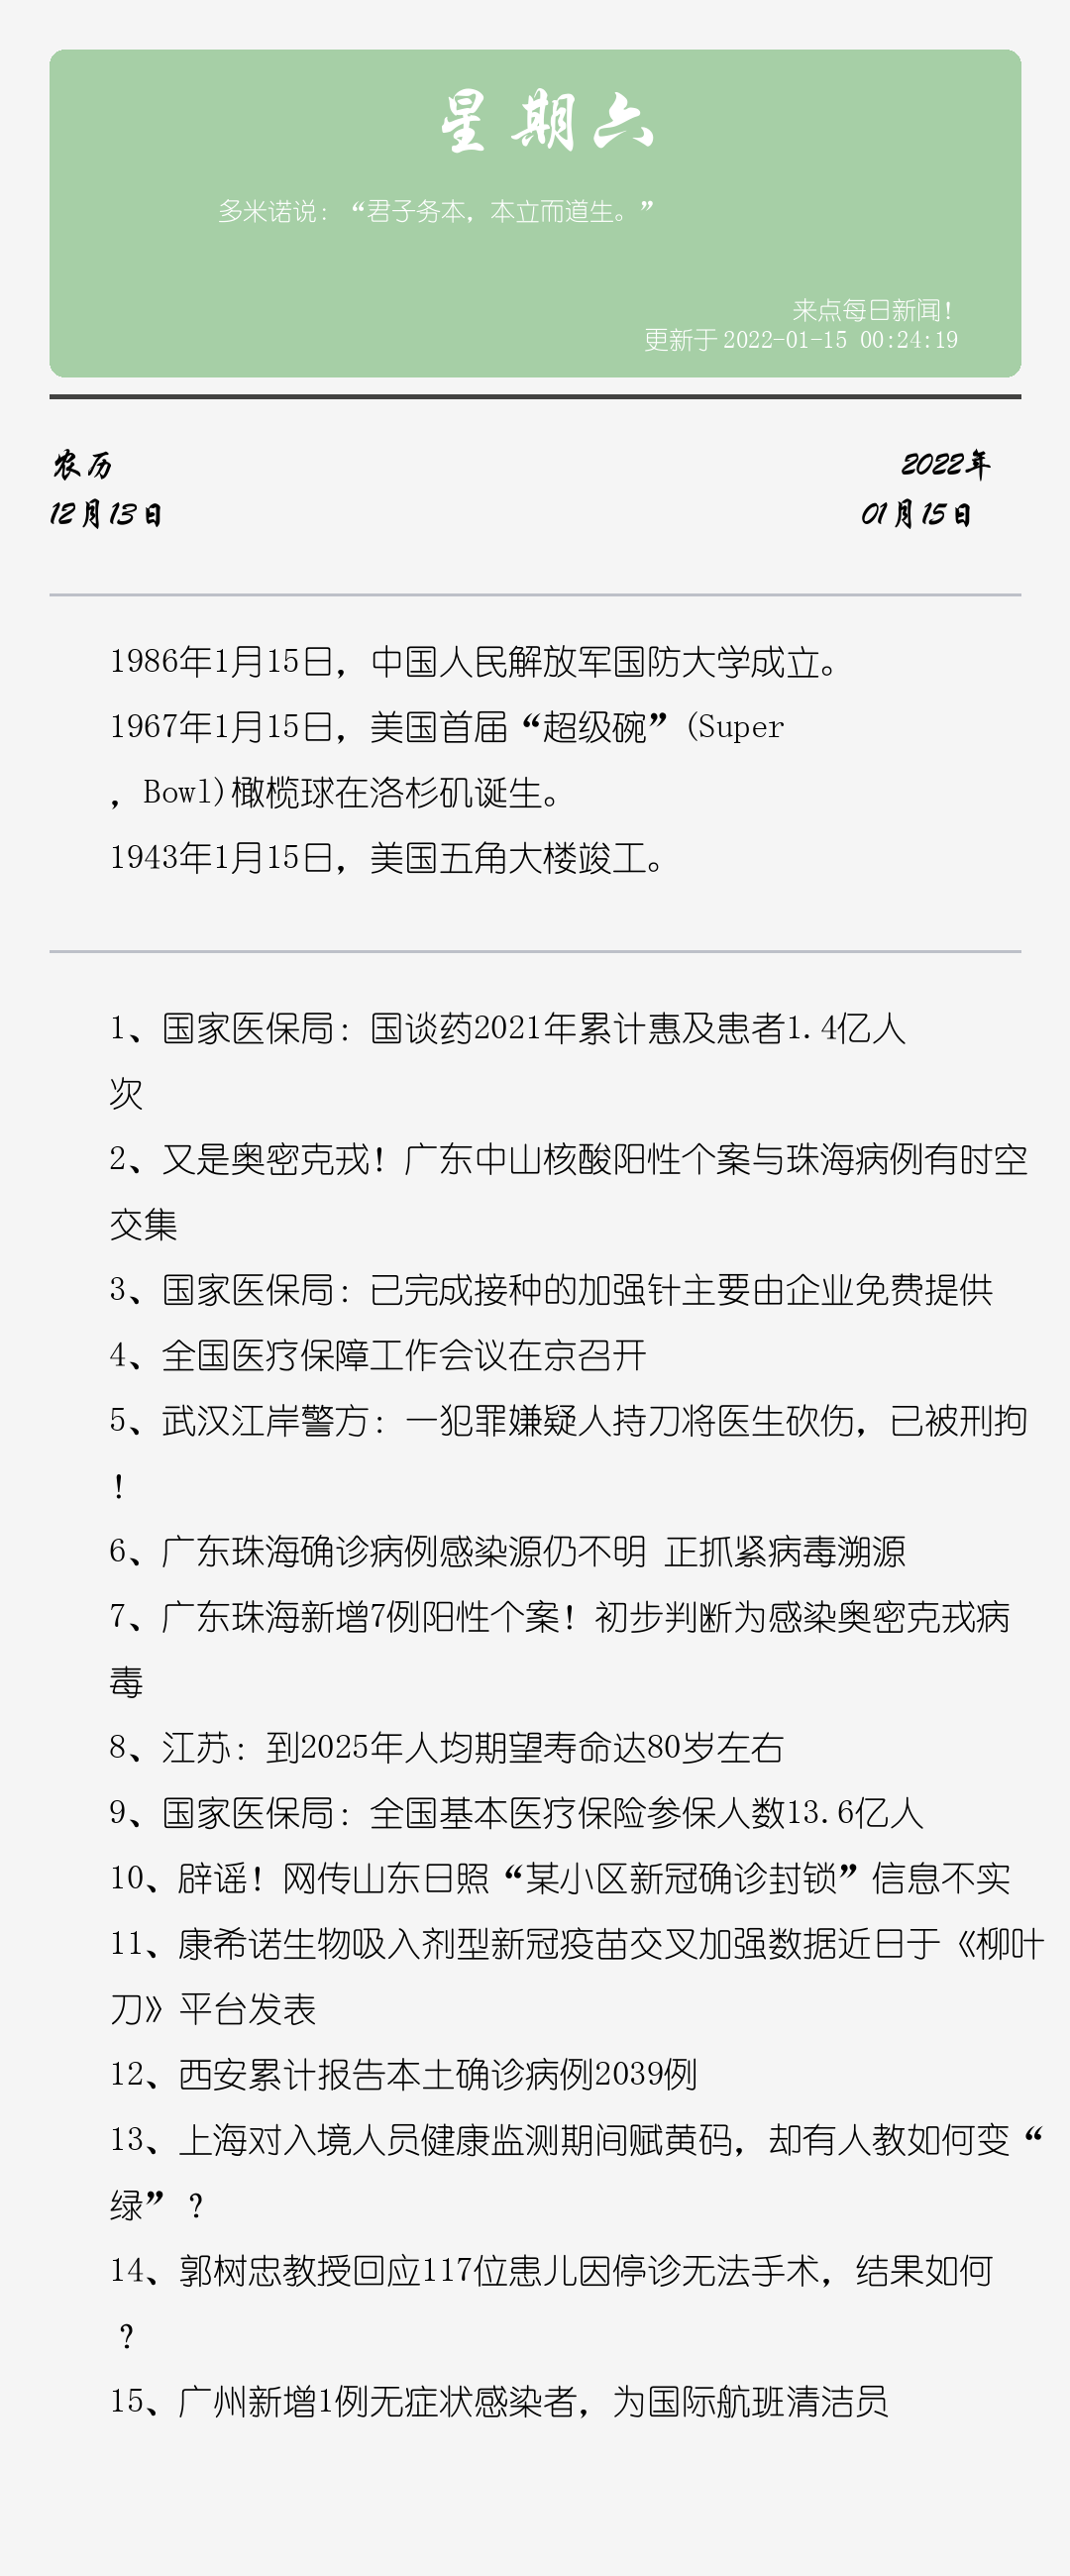 星期六
多米诺说：“君子务本，本立而道生。”
来点每日新闻！
更新于 2022-01-15 00:24:19
农历
2022年
12月13日
01月15日
1986年1月15日，中国人民解放军国防大学成立。
1967年1月15日，美国首届“超级碗”(Super
，Bowl)橄榄球在洛杉矶诞生。
1943年1月15日，美国五角大楼竣工。
1、国家医保局：国谈药2021年累计惠及患者1.4亿人
次
2、又是奥密克戎！广东中山核酸阳性个案与珠海病例有时空
交集
3、国家医保局：已完成接种的加强针主要由企业免费提供
4、全国医疗保障工作会议在京召开
5、武汉江岸警方：一犯罪嫌疑人持刀将医生砍伤，已被刑拘
！
6、广东珠海确诊病例感染源仍不明 正抓紧病毒溯源
7、广东珠海新增7例阳性个案！初步判断为感染奥密克戎病
毒
8、江苏：到2025年人均期望寿命达80岁左右
9、国家医保局：全国基本医疗保险参保人数13.6亿人
10、辟谣！网传山东日照“某小区新冠确诊封锁”信息不实
11、康希诺生物吸入剂型新冠疫苗交叉加强数据近日于《柳叶
刀》平台发表
12、西安累计报告本土确诊病例2039例
13、上海对入境人员健康监测期间赋黄码，却有人教如何变“
绿”？
14、郭树忠教授回应117位患儿因停诊无法手术，结果如何
？
15、广州新增1例无症状感染者，为国际航班清洁员